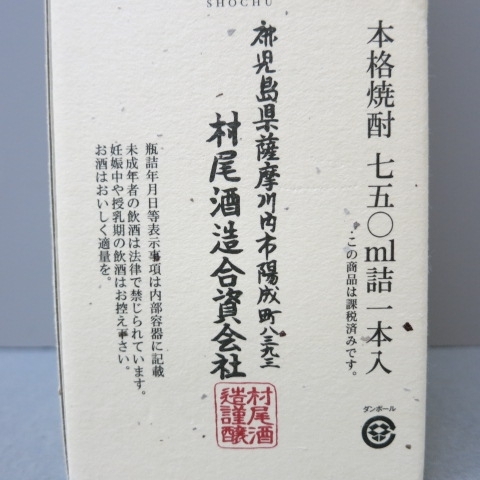 SHOCHU
本格焼酎 七五〇ml詰 一本入
・この商品は課税済みです。
鹿児島県薩摩川内市陽成町八三九三
村尾酒造合資会社
村尾酒造謹醸
瓶詰年月日等表示事項は内部容器に記載
未成年者の飲酒は法律で禁じられています。
妊娠中や授乳期の飲酒はお控え下さい。
お酒はおいしく適量を。
ダンボール